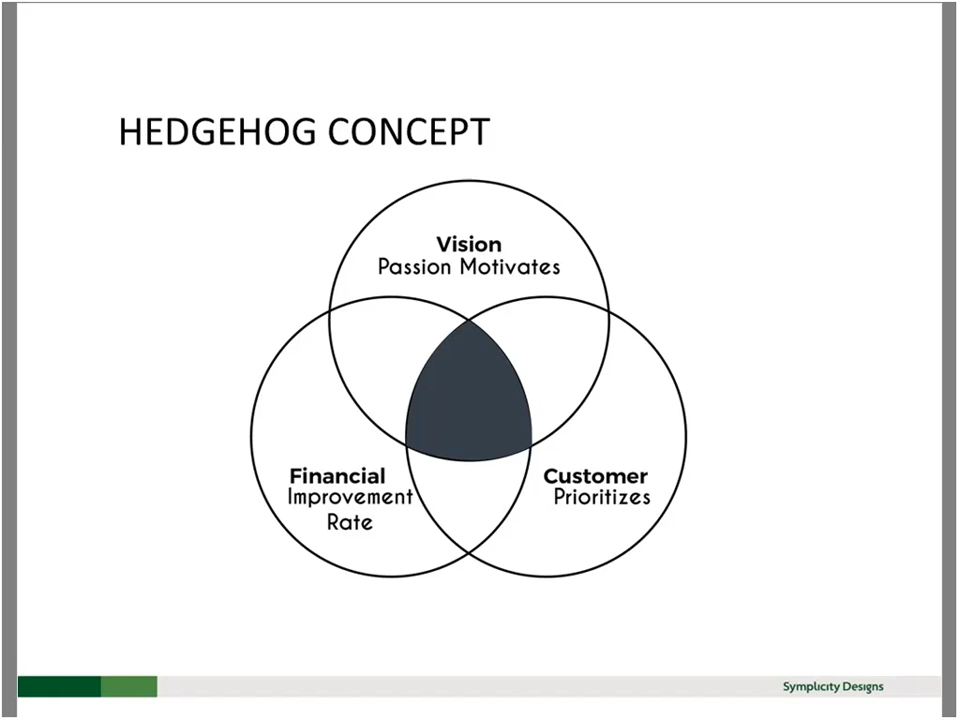 HEDGEHOG CONCEPT
Vision
Passion Motivates
Financial
Improvement
Rate
Customer
Prioritizes
Symplicity Designs